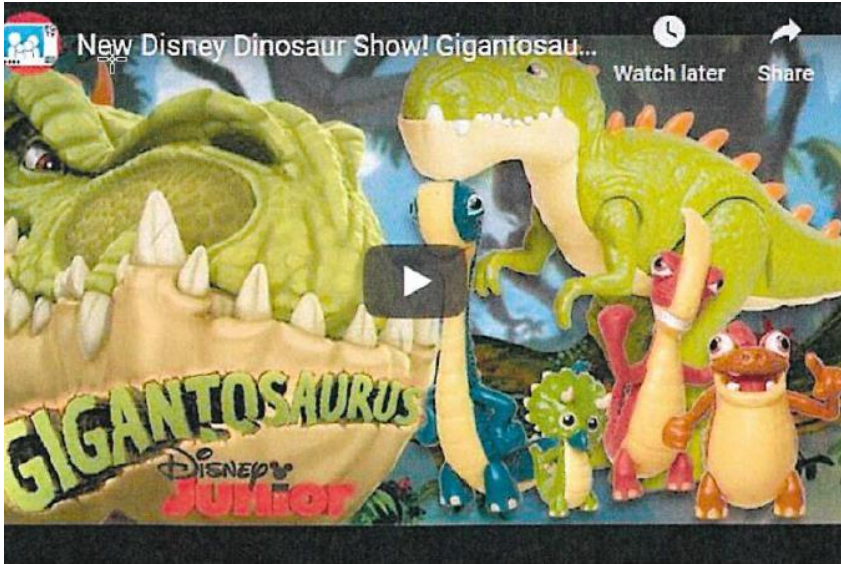 New Disney Dinosaur Show! Gigantosau...
Watch later
Share
GIGANTOSAURUS
Disney
JUNIOR